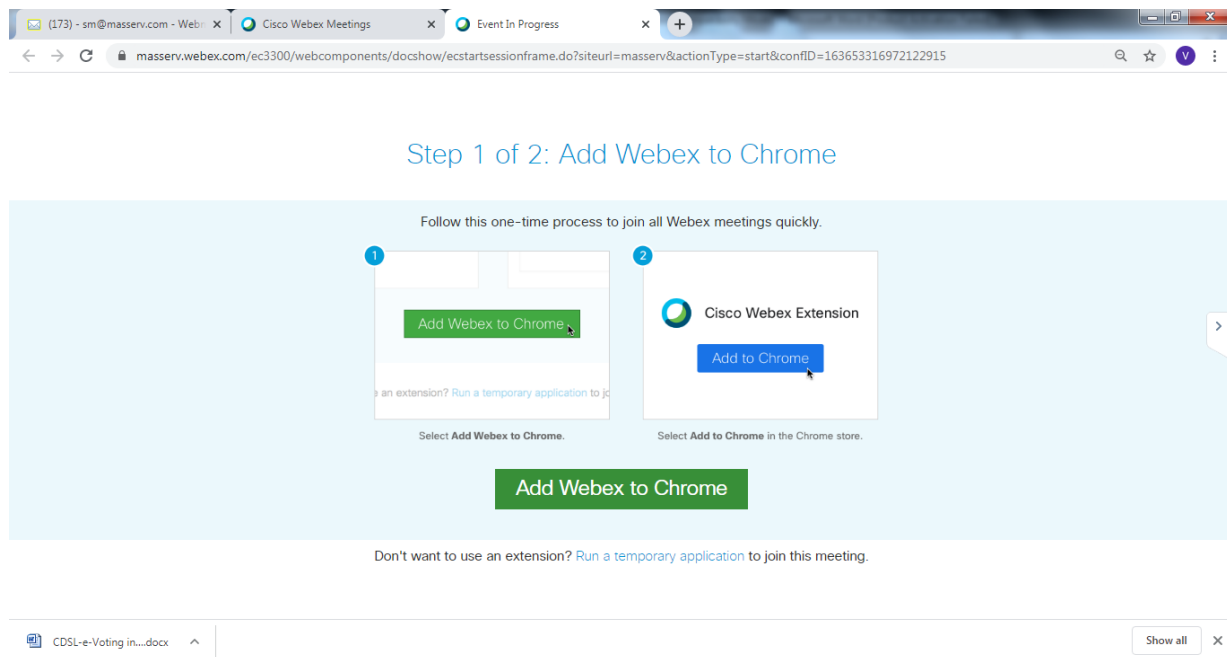 (173) - sm@masserv.com - Webr
Cisco Webex Meetings
Event In Progress
masserv.webex.com/ec3300/webcomponents/docshow/ecstartsessionframe.do?siteurl=masserv&actionType=start&confID=163653316972122915
V
Step 1 of 2: Add Webex to Chrome
Follow this one-time process to join all Webex meetings quickly.
1
Add Webex to Chrome
an extension? Run a temporary application to jo
Select Add Webex to Chrome.
2
Cisco Webex Extension
Add to Chrome
Select Add to Chrome in the Chrome store.
Add Webex to Chrome
Don't want to use an extension? Run a temporary application to join this meeting.
CDSL-e-Voting in....docx
Show all